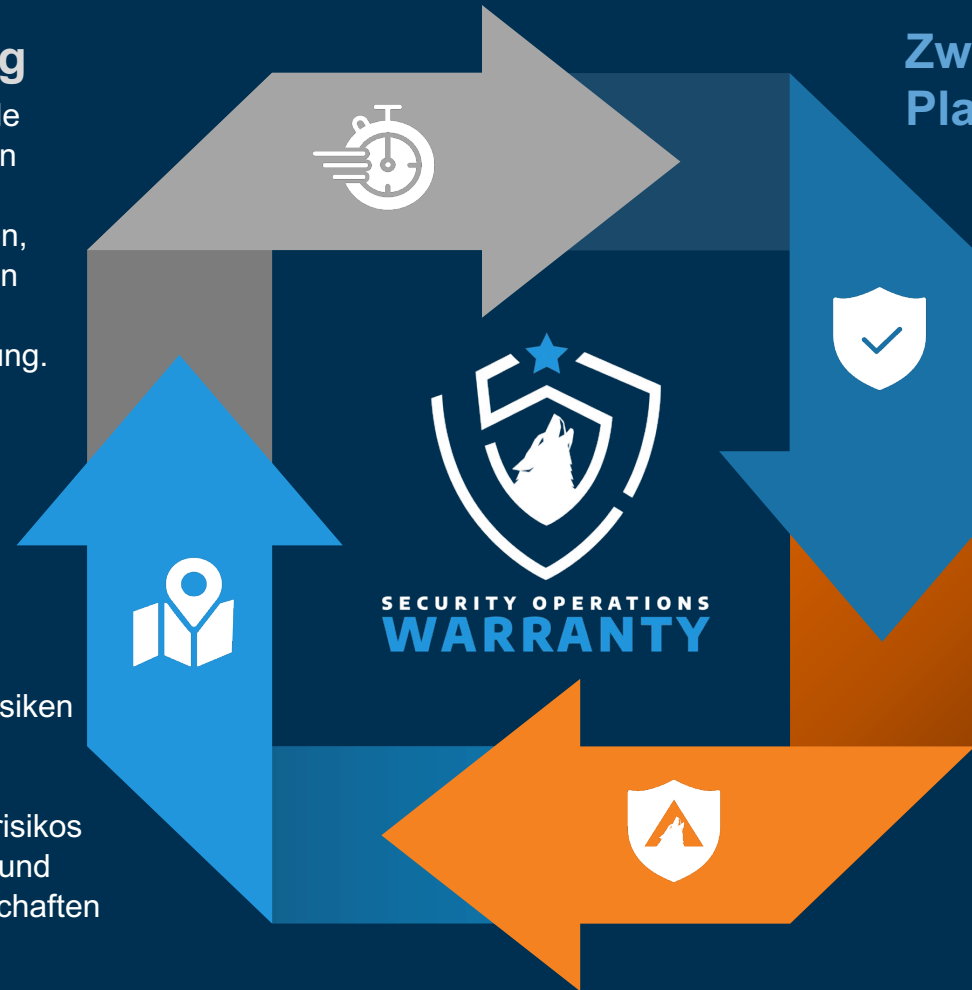 g
le
n
n,
n
ung.
Zw
Pla
SECURITY OPERATIONS
WARRANTY
siken
risikos
und
chaften